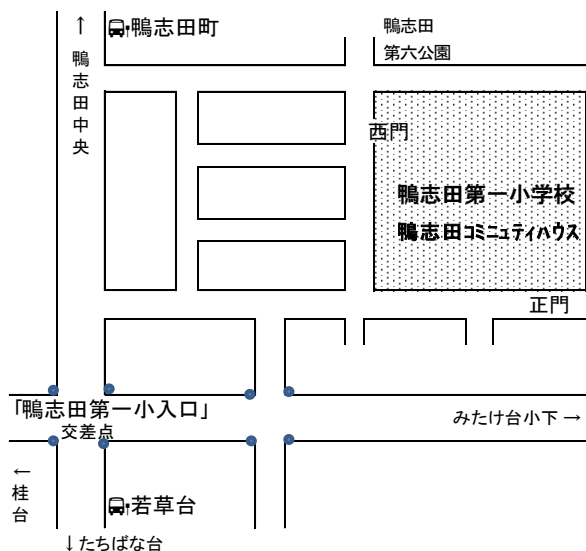 ↑鴨志田中央
鴨志田町
鴨志田
第六公園
西門
鴨志田第一小学校
鴨志田コミニュティハウス
正門
「鴨志田第一小入口」
交差点
みたけ台小下 →
←桂台
若草台
↓たちばな台